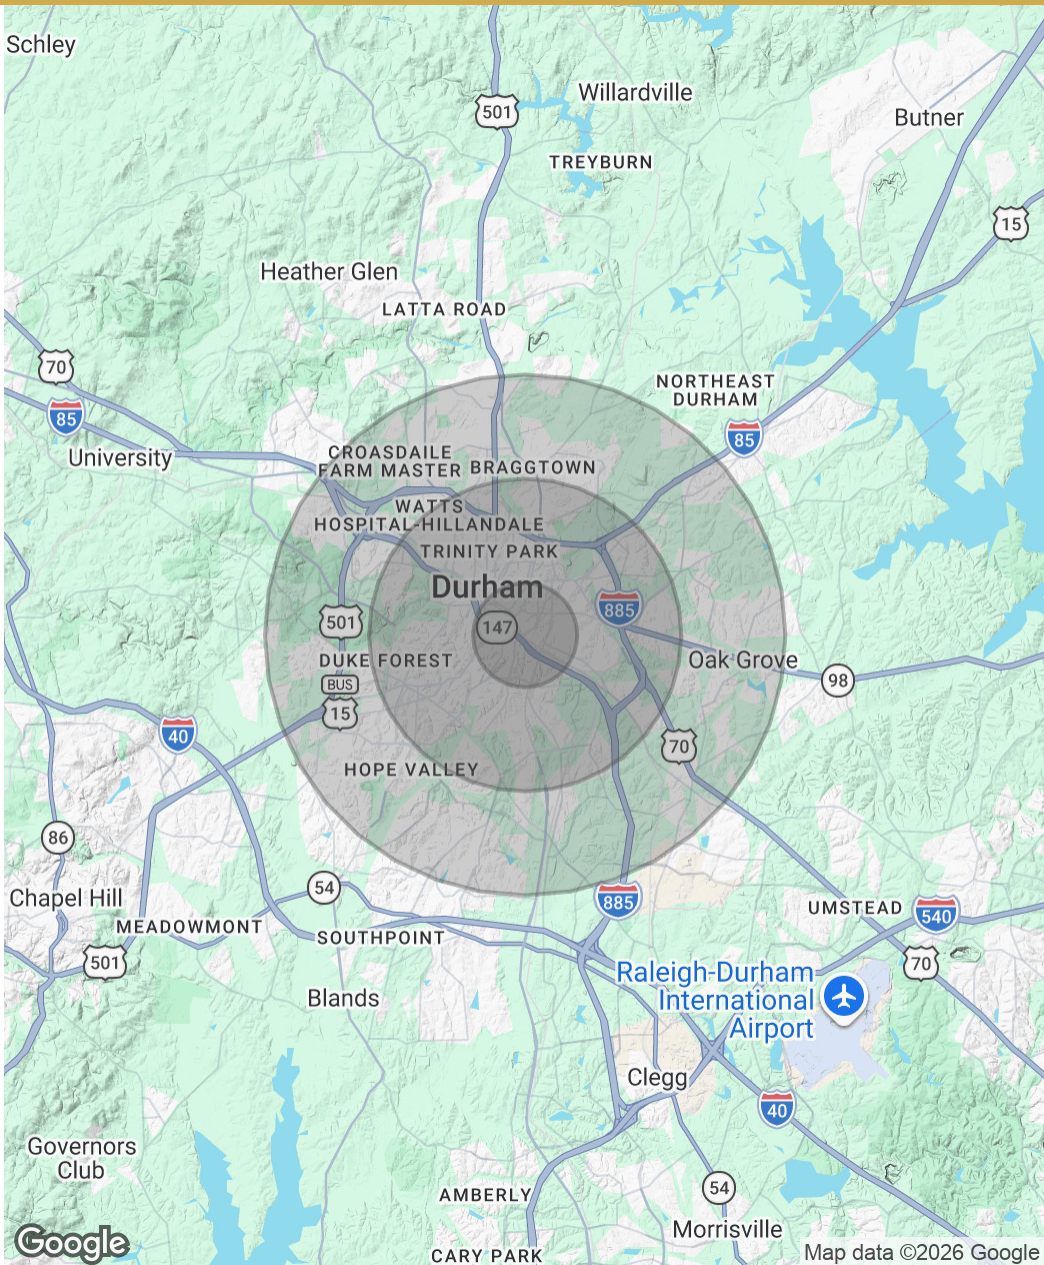 Schley
Willardville
501
Butner
TREYBURN
15
Heather Glen
LATTA ROAD
70
NORTHEAST
DURHAM
85
85
University
CROASDAILE
FARM MASTER
BRAGGTOWN
WATTS
HOSPITAL-HILLANDALE
TRINITY PARK
Durham
885
501
147
DUKE FOREST
Oak Grove
98
BUS
15
40
70
HOPE VALLEY
86
54
Chapel Hill
885
UMSTEAD
540
MEADOWMONT
SOUTHPOINT
501
70
Raleigh-Durham
International
Airport
Blands
Clegg
40
Governors
Club
AMBERLY
54
Morrisville
Google
CARY PARK
Map data ©2026 Google